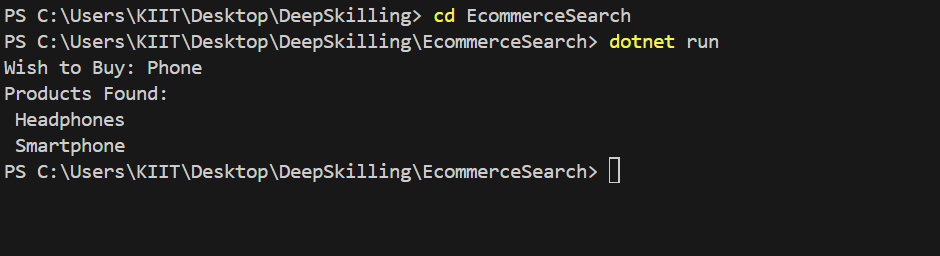 PS C:\Users\KIIT\Desktop\DeepSkilling> cd EcommerceSearch
PS C:\Users\KIIT\Desktop\DeepSkilling\EcommerceSearch> dotnet run
Wish to Buy: Phone
Products Found:
 Headphones
 Smartphone
PS C:\Users\KIIT\Desktop\DeepSkilling\EcommerceSearch>